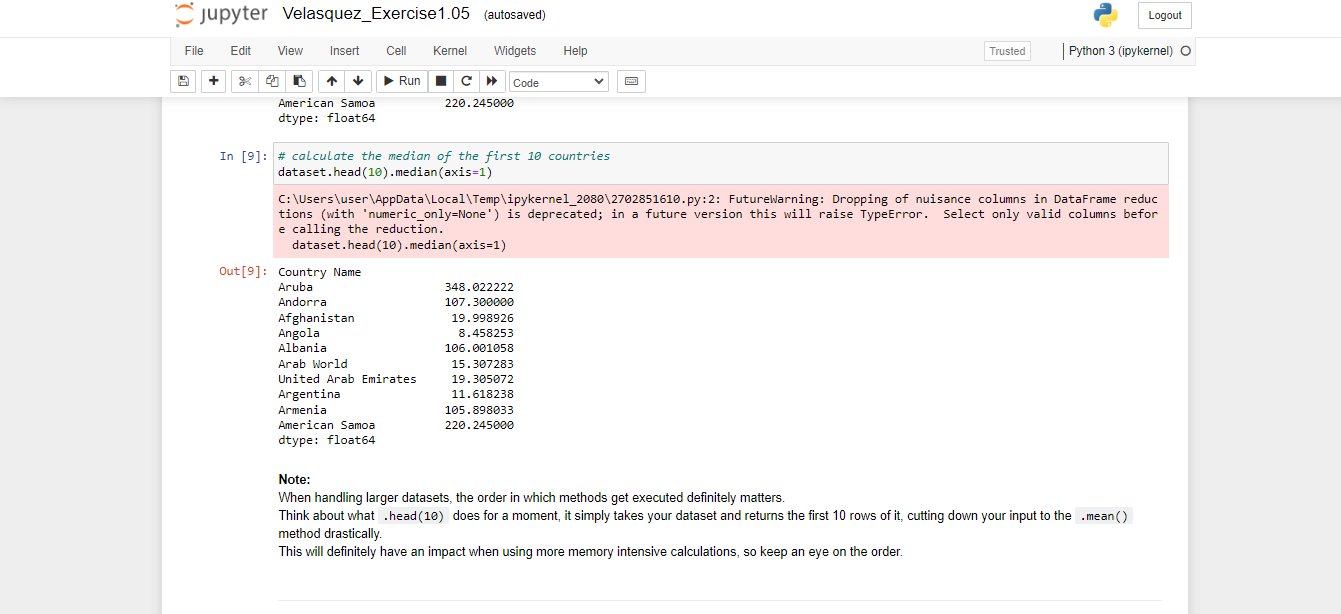 jupyter Velasquez_Exercise1.05 (autosaved) Logout
File Edit View Insert Cell Kernel Widgets Help Trusted Python 3 (ipykernel)
Run Code
American Samoa 220.245000
dtype: float64
In [9]: # calculate the median of the first 10 countries
dataset.head(10).median(axis=1)
C:\Users\user\AppData\Local\Temp\ipykernel_2080\2702851610.py:2: FutureWarning: Dropping of nuisance columns in DataFrame reduc
tions (with 'numeric_only=None') is deprecated; in a future version this will raise TypeError.  Select only valid columns befor
e calling the reduction.
dataset.head(10).median(axis=1)
Out[9]: Country Name
Aruba 348.022222
Andorra 107.300000
Afghanistan 19.998926
Angola 8.458253
Albania 106.001058
Arab World 15.307283
United Arab Emirates 19.305072
Argentina 11.618238
Armenia 105.898033
American Samoa 220.245000
dtype: float64
Note:
When handling larger datasets, the order in which methods get executed definitely matters.
Think about what .head(10) does for a moment, it simply takes your dataset and returns the first 10 rows of it, cutting down your input to the .mean()
method drastically.
This will definitely have an impact when using more memory intensive calculations, so keep an eye on the order.